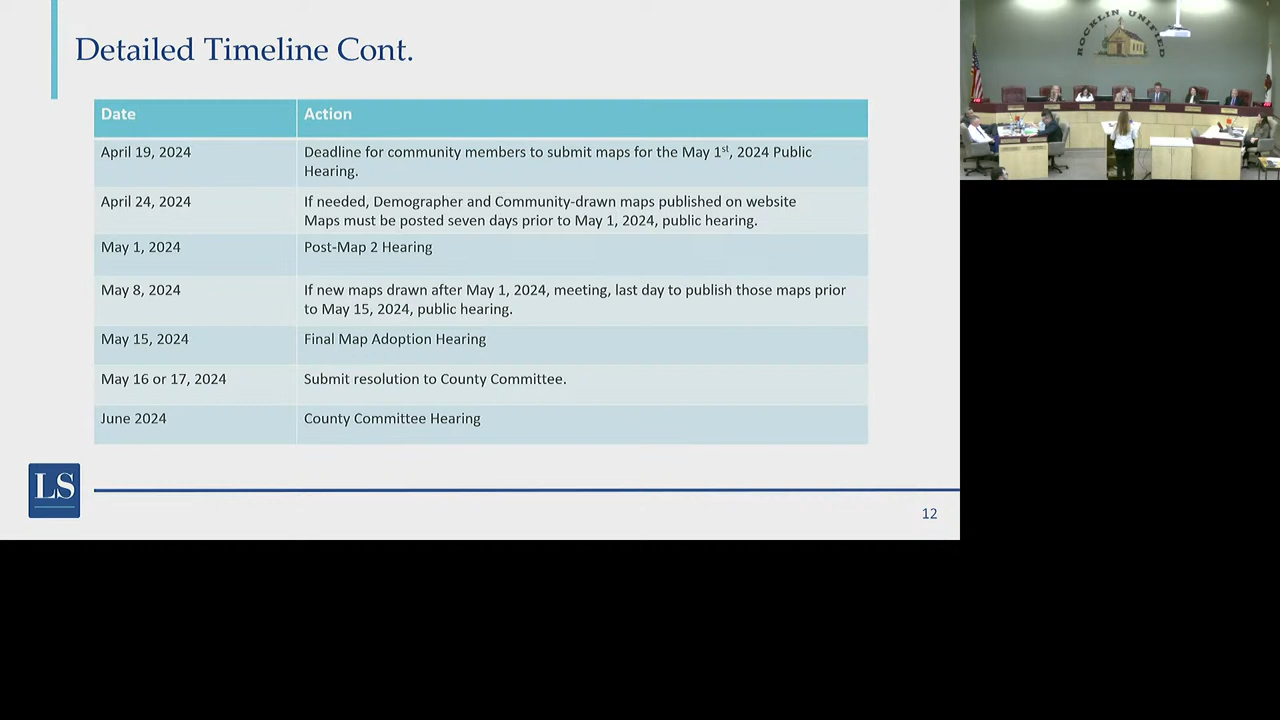 Detailed Timeline Cont.
Date
Action
April 19, 2024
Deadline for community members to submit maps for the May 1st, 2024 Public
Hearing.
April 24, 2024
If needed, Demographer and Community-drawn maps published on website
Maps must be posted seven days prior to May 1, 2024, public hearing.
May 1, 2024
Post-Map 2 Hearing
May 8, 2024
If new maps drawn after May 1, 2024, meeting, last day to publish those maps prior
to May 15, 2024, public hearing.
May 15, 2024
Final Map Adoption Hearing
May 16 or 17, 2024
Submit resolution to County Committee.
June 2024
County Committee Hearing
LS
12
ROCKLIN UNIFIED